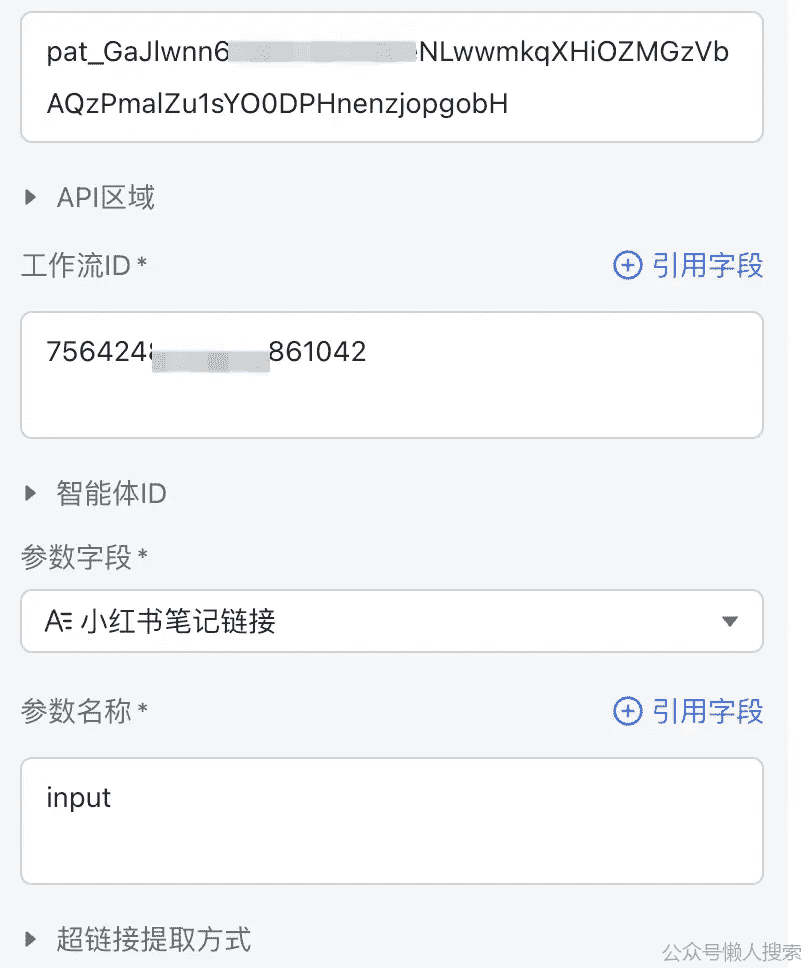 pat_GaJlwnn6 NLwwmkqXHiOZMGzVb
AQzPmalZu1sYO0DPHnenzjopgobH
API区域
工作流ID*
引用字段
756424 861042
智能体ID
参数字段*
小红书笔记链接
参数名称*
引用字段
input
超链接提取方式
公众号懒人搜索